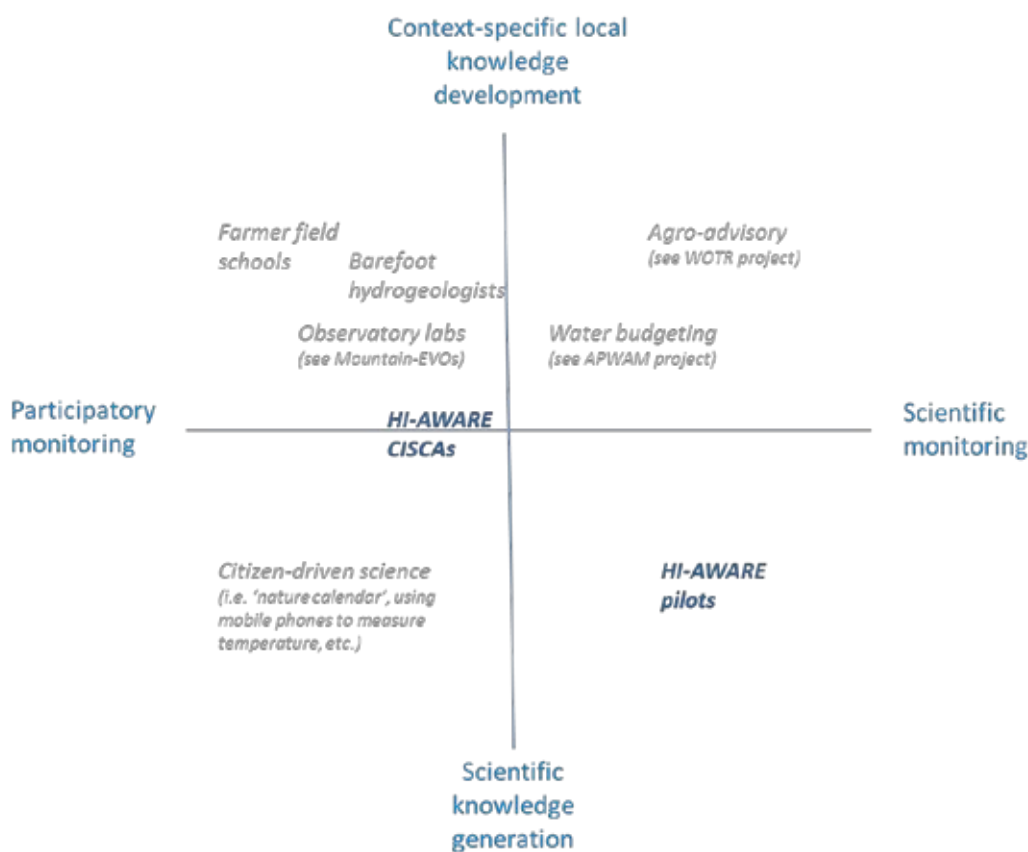 Context-specific local
knowledge
development
Farmer field
schools
Barefoot
hydrogeologists
Agro-advisory
(see WOTR project)
Observatory labs
(see Mountain-EVOs)
Water budgeting
(see APWAM project)
Participatory
monitoring
HI-AWARE
CISCAs
Scientific
monitoring
Citizen-driven science
(i.e. ‘nature calendar’, using
mobile phones to measure
temperature, etc.)
HI-AWARE
pilots
Scientific
knowledge
generation